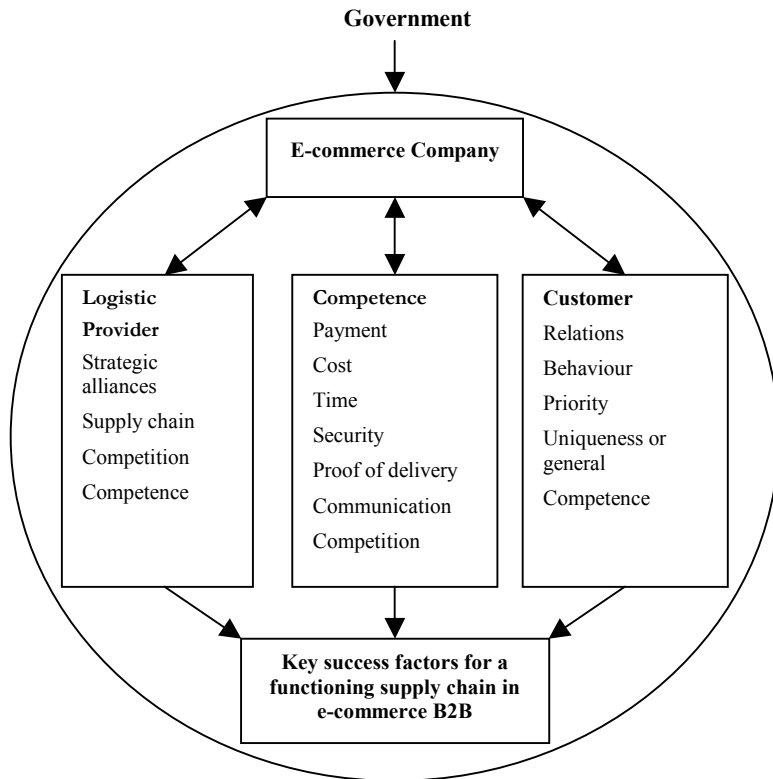 Government
E-commerce Company
Logistic
Provider
Strategic
alliances
Supply chain
Competition
Competence
Competence
Payment
Cost
Time
Security
Proof of delivery
Communication
Competition
Customer
Relations
Behaviour
Priority
Uniqueness or
general
Competence
Key success factors for a
functioning supply chain in
e-commerce B2B